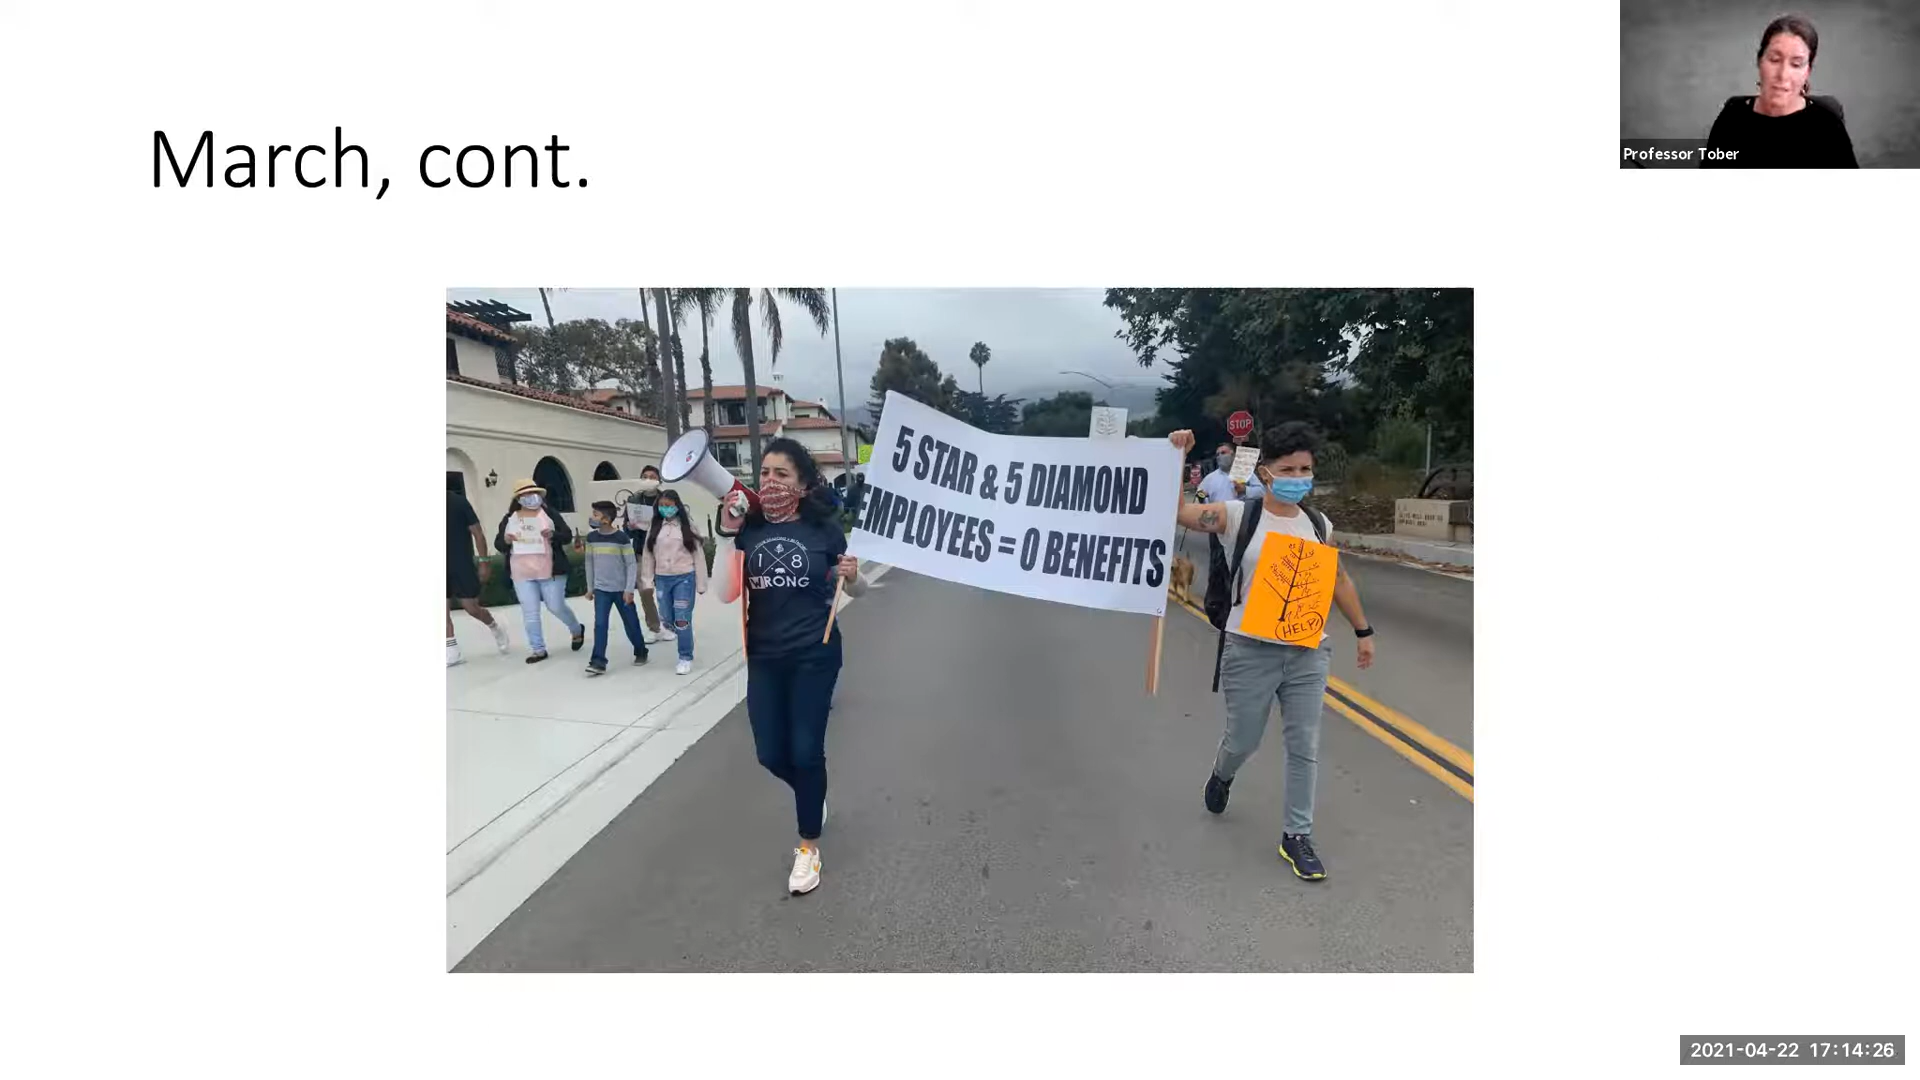 March, cont.
Professor Tober
5 STAR & 5 DIAMOND
EMPLOYEES = 0 BENEFITS
STOP
1 8
WRONG
HELP!
2021-04-22 17:14:26